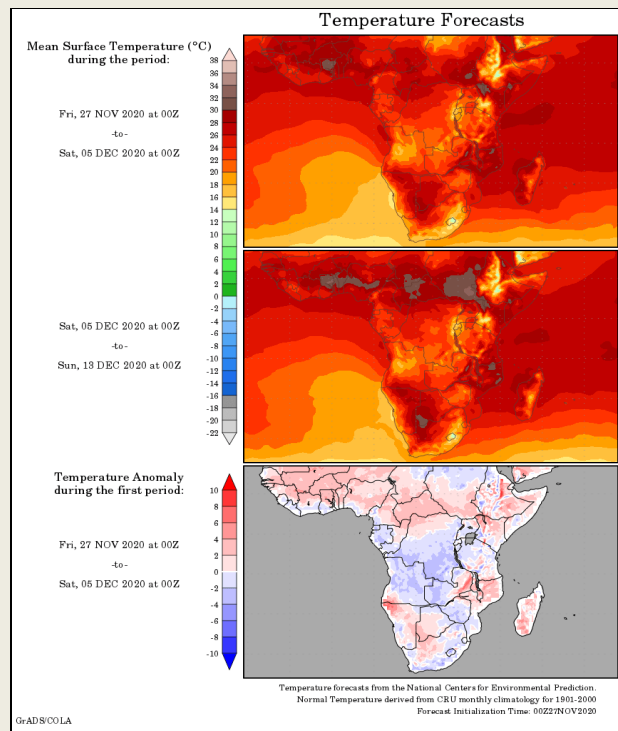 Temperature Forecasts
Mean Surface Temperature (°C)
during the period:
Fri, 27 NOV 2020 at 00Z
-to-
Sat, 05 DEC 2020 at 00Z
38
36
34
32
30
28
26
24
22
20
18
16
14
12
10
8
6
4
2
0
-2
-4
-6
-8
-10
-12
-14
-16
-18
-20
-22
Sat, 05 DEC 2020 at 00Z
-to-
Sun, 13 DEC 2020 at 00Z
Temperature Anomaly
during the first period:
Fri, 27 NOV 2020 at 00Z
-to-
Sat, 05 DEC 2020 at 00Z
10
8
6
4
2
0
-2
-4
-6
-8
-10
Temperature forecasts from the National Centers for Environmental Prediction.
Normal Temperature derived from CRU monthly climatology for 1901-2000
Forecast Initialization Time: 00Z27NOV2020
GrADS/COLA